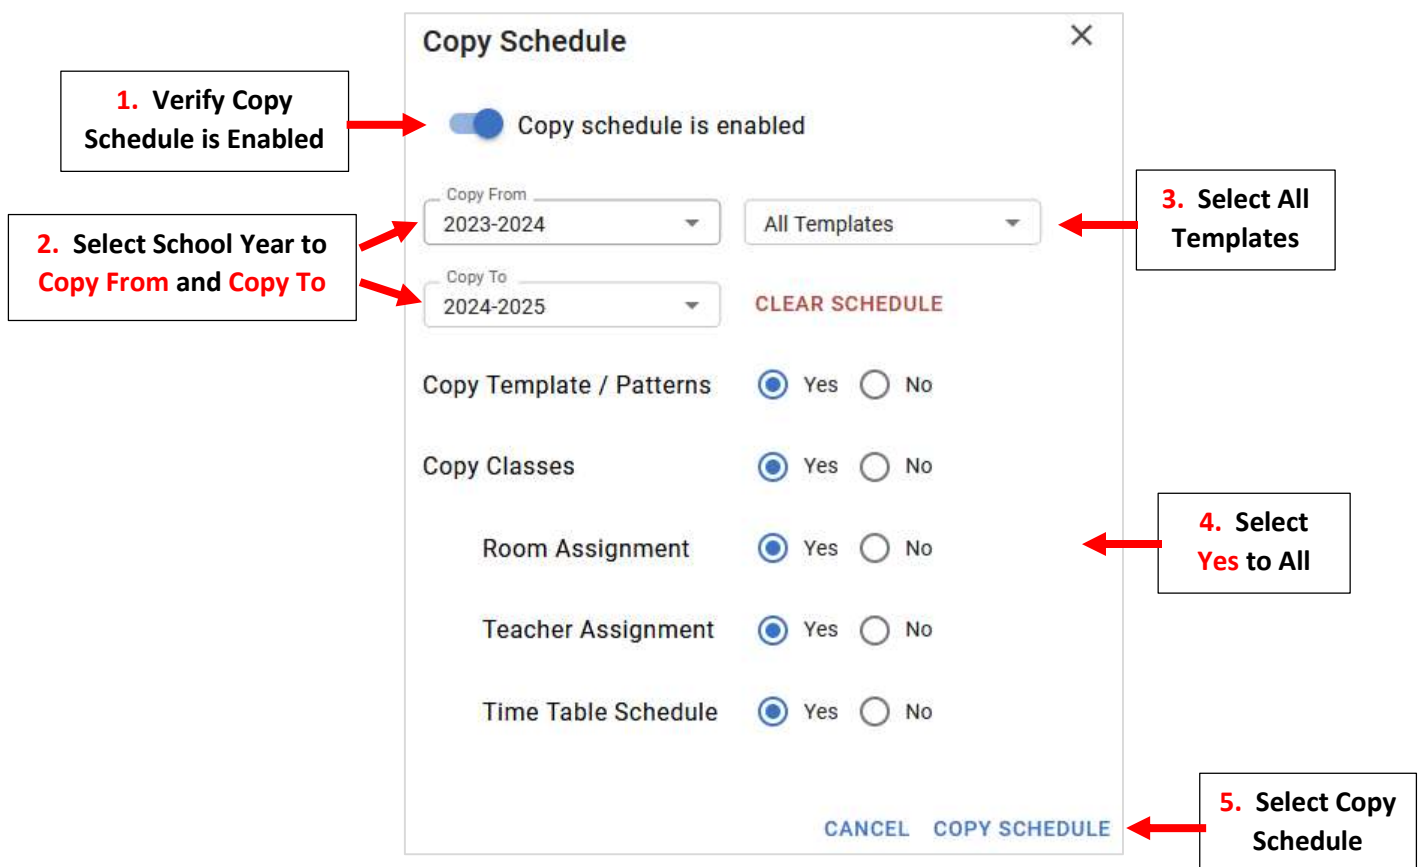 Copy Schedule
1. Verify Copy
Schedule is Enabled
Copy schedule is enabled
2. Select School Year to
Copy From and Copy To
Copy From
2023-2024
All Templates
3. Select All
Templates
Copy To
2024-2025
CLEAR SCHEDULE
Copy Template / Patterns Yes No
Copy Classes Yes No
Room Assignment Yes No
4. Select
Yes to All
Teacher Assignment Yes No
Time Table Schedule Yes No
CANCEL COPY SCHEDULE
5. Select Copy
Schedule